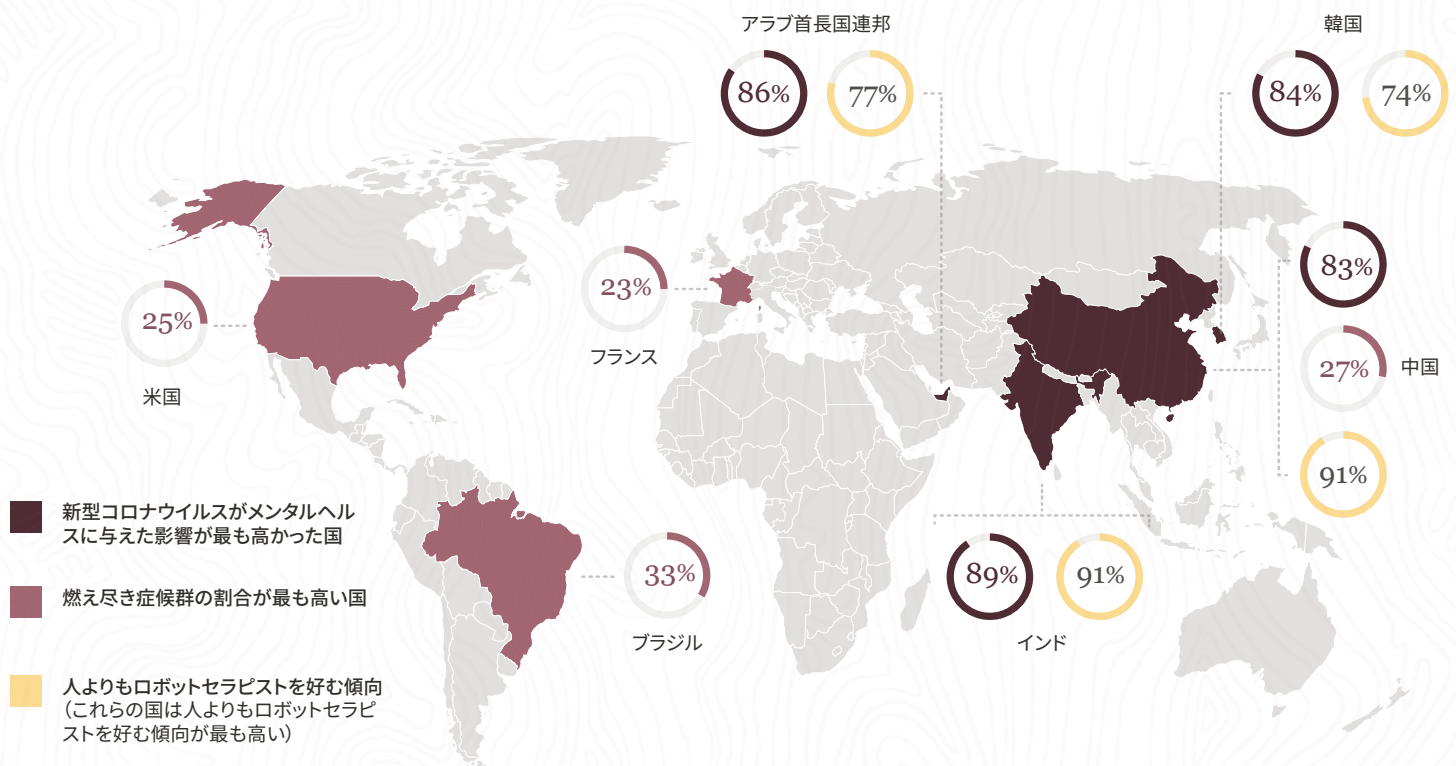 アラブ首長国連邦
86%
77%
韓国
84%
74%
83%
27%
中国
91%
25%
米国
23%
フランス
33%
ブラジル
89%
91%
インド
新型コロナウイルスがメンタルヘル
スに与えた影響が最も高かった国
燃え尽き症候群の割合が最も高い国
人よりもロボットセラピストを好む傾向
（これらの国は人よりもロボットセラピ
ストを好む傾向が最も高い）